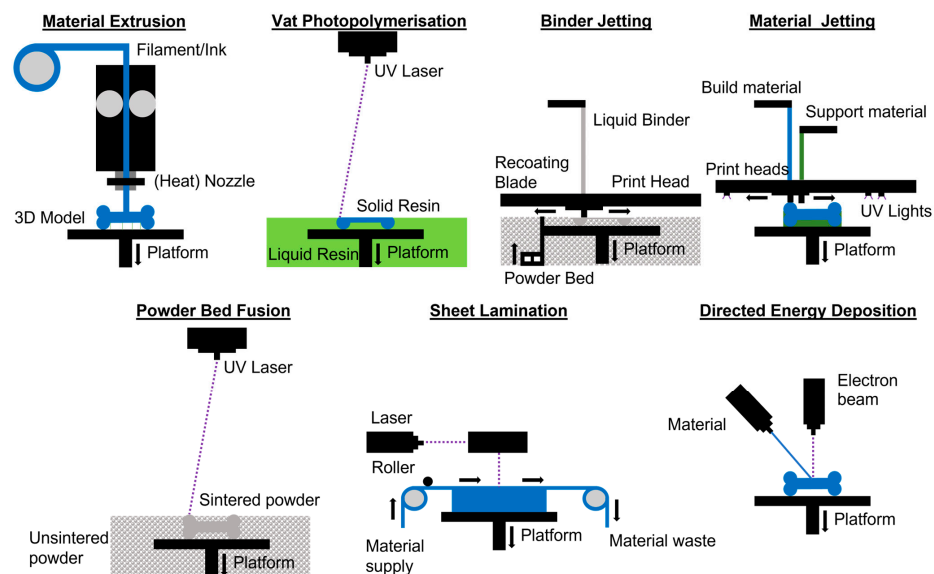 Material Extrusion
Filament/Ink
(Heat) Nozzle
3D Model
Platform
Vat Photopolymerisation
UV Laser
Solid Resin
Liquid Resin
Platform
Binder Jetting
Liquid Binder
Recoating
Blade
Print Head
Platform
Powder Bed
Material Jetting
Build material
Support material
Print heads
UV Lights
Platform
Powder Bed Fusion
UV Laser
Sintered powder
Unsintered
powder
Platform
Sheet Lamination
Laser
Roller
Platform
Material
supply
Material waste
Directed Energy Deposition
Electron
beam
Material
Platform